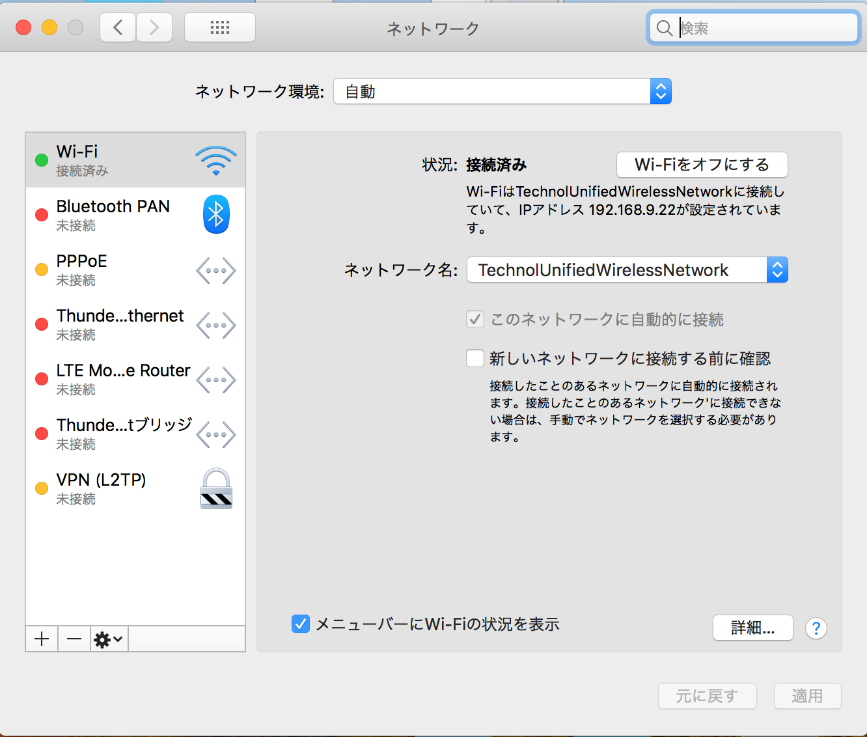 ネットワーク
検索
ネットワーク環境: 自動
Wi-Fi
接続済み
Bluetooth PAN
未接続
PPPoE
未接続
Thunde...thernet
未接続
LTE Mo...e Router
未接続
Thunde...tブリッジ
未接続
VPN (L2TP)
未接続
状況: 接続済み
Wi-Fiをオフにする
Wi-FiはTechnolUnifiedWirelessNetworkに接続し
ていて、IPアドレス 192.168.9.22が設定されていま
す。
ネットワーク名: TechnolUnifiedWirelessNetwork
このネットワークに自動的に接続
新しいネットワークに接続する前に確認
接続したことのあるネットワークに自動的に接続され
ます。接続したことのあるネットワーク'に接続できな
い場合は、手動でネットワークを選択する必要があり
ます。
メニューバーにWi-Fiの状況を表示
詳細...
?
元に戻す
適用